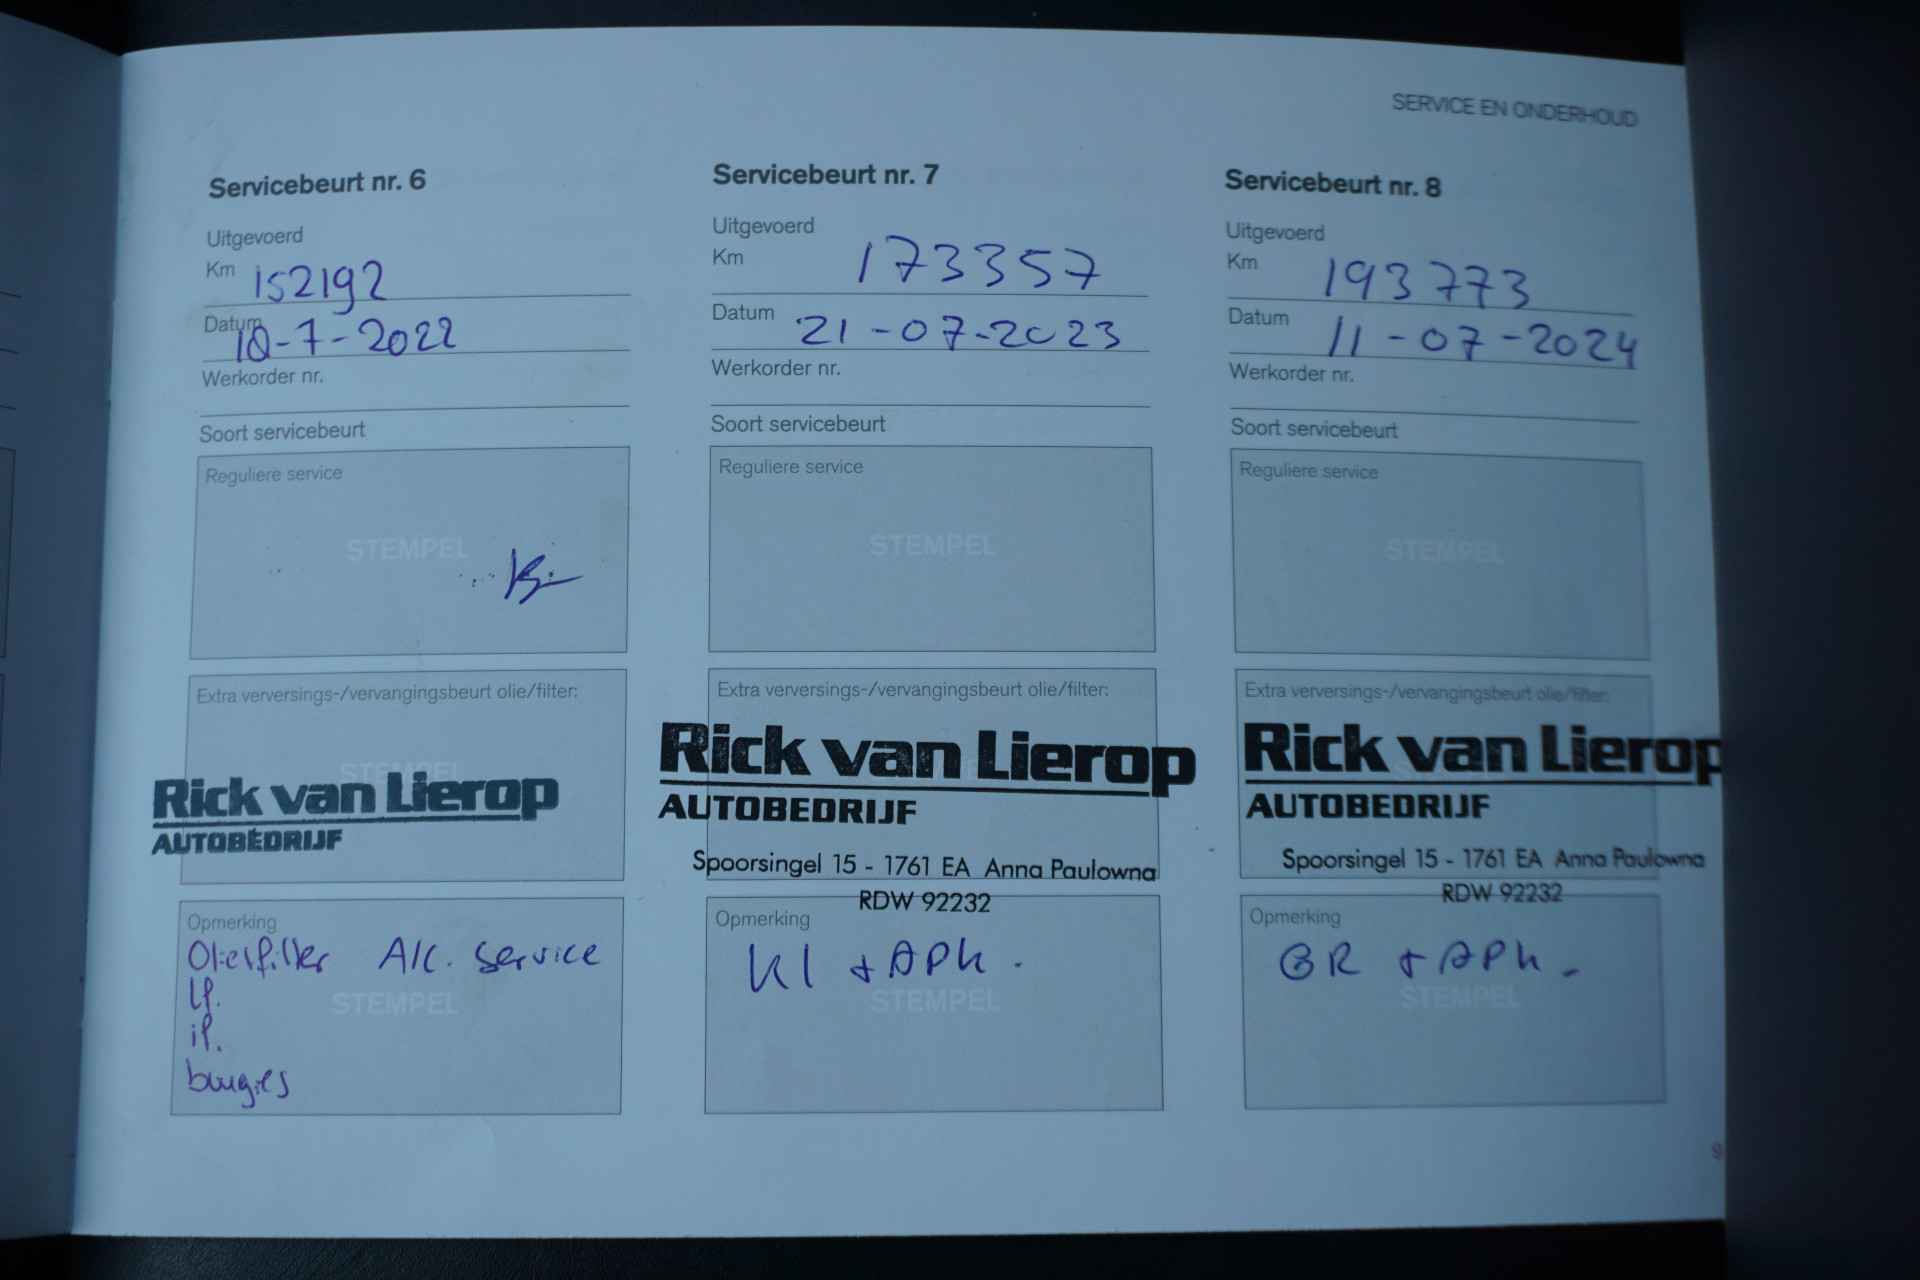 SERVICE EN ONDERHOUD
Servicebeurt nr. 6
Uitgevoerd
Km 152192
Datum 10-7-2022
Werkorder nr.
Soort servicebeurt
Reguliere service
STEMPEL
Extra verversings-/vervangingsbeurt olie/filter:
STEMPEL
Rick van Lierop
AUTOBEDRIJF
Opmerking
Olie+filter A/C. service
lf.
if.
STEMPEL
bougies
Servicebeurt nr. 7
Uitgevoerd
Km 173357
Datum 21-07-2023
Werkorder nr.
Soort servicebeurt
Reguliere service
STEMPEL
Extra verversings-/vervangingsbeurt olie/filter:
Rick van Lierop
AUTOBEDRIJF
Spoorsingel 15 - 1761 EA Anna Paulowna
RDW 92232
Opmerking
Kl + APK.
STEMPEL
Servicebeurt nr. 8
Uitgevoerd
Km 193773
Datum 11-07-2024
Werkorder nr.
Soort servicebeurt
Reguliere service
STEMPEL
Extra verversings-/vervangingsbeurt olie/filter:
Rick van Lierop
AUTOBEDRIJF
Spoorsingel 15 - 1761 EA Anna Paulowna
RDW 92232
Opmerking
GR + APK.
STEMPEL
9